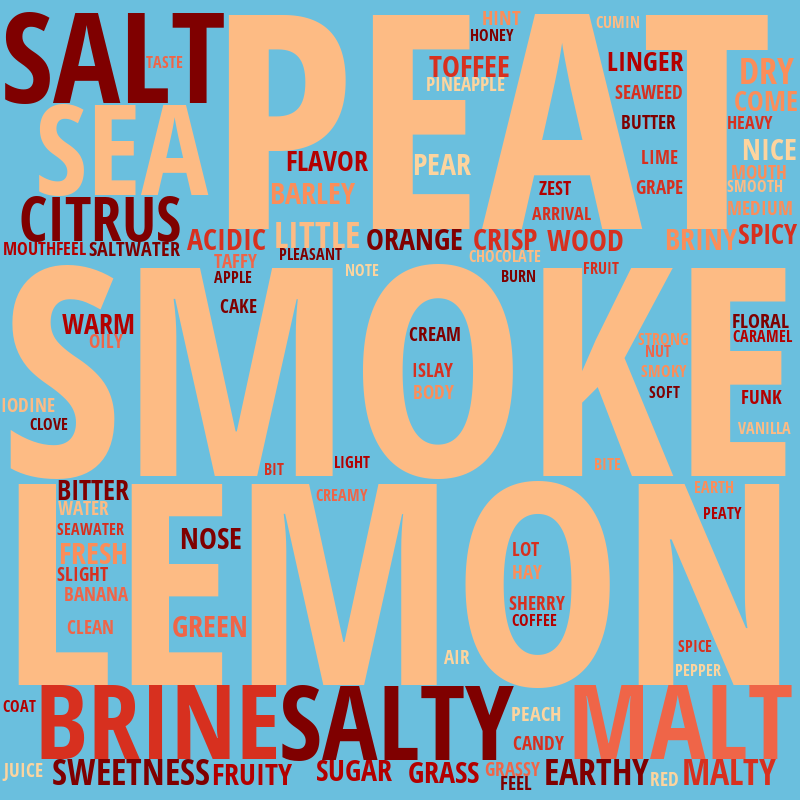 SALT
PEAT
HINT
HONEY
CUMIN
TASTE
TOFFEE
PINEAPPLE
LINGER
DRY
SEAWEED
COME
SEA
BUTTER
HEAVY
FLAVOR
PEAR
LIME
NICE
MOUTH
BARLEY
ZEST
GRAPE
SMOOTH
CITRUS
ARRIVAL
MEDIUM
MOUTHFEEL
SALTWATER
ACIDIC
LITTLE
ORANGE
CRISP
WOOD
BRINY
SPICY
TAFFY
PLEASANT
CHOCOLATE
APPLE
NOTE
BURN
FRUIT
SMOKE
CAKE
WARM
OILY
CREAM
FLORAL
STRONG
CARAMEL
NUT
ISLAY
SMOKY
BODY
SOFT
FUNK
IODINE
CLOVE
VANILLA
BIT
LIGHT
BITE
LEMON
BITTER
CREAMY
EARTH
WATER
PEATY
SEAWATER
NOSE
FRESH
LOT
SLIGHT
HAY
BANANA
SHERRY
COFFEE
CLEAN
GREEN
AIR
SPICE
PEPPER
COAT
BRINE
SALTY
PEACH
MALT
CANDY
JUICE
SWEETNESS
FRUITY
SUGAR
GRASS
GRASSY
FEEL
EARTHY
RED
MALTY